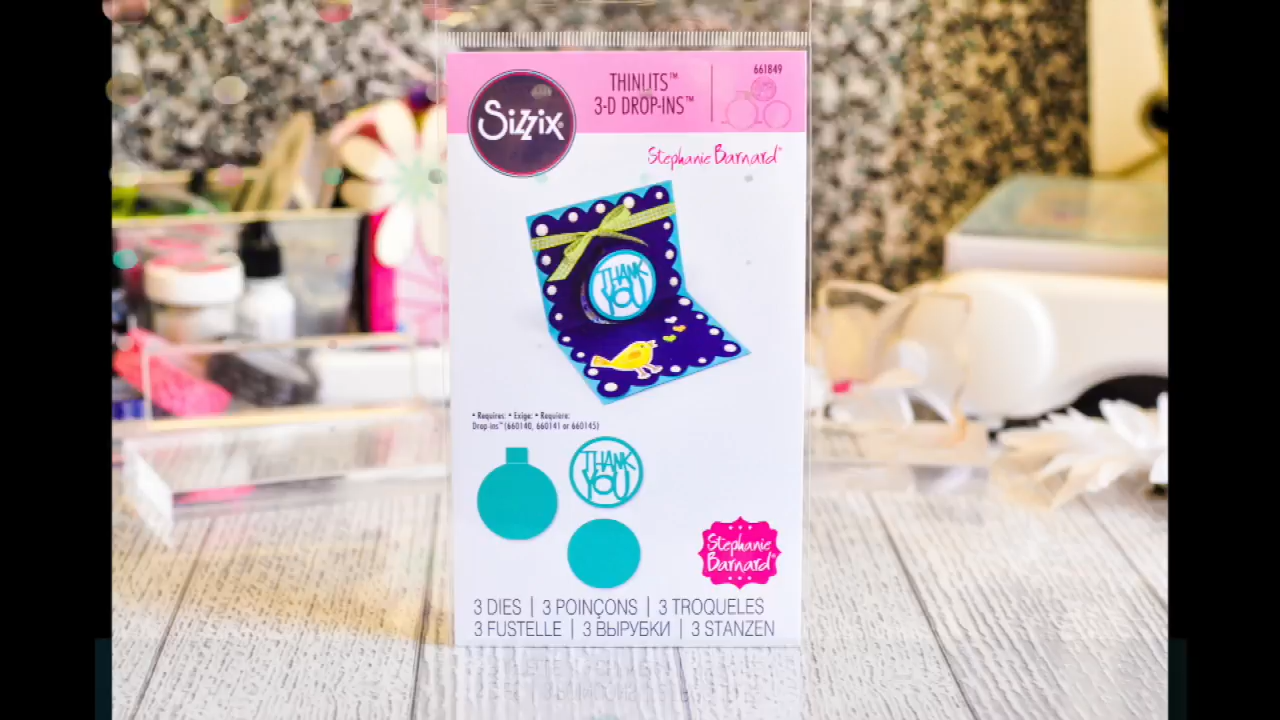 Sizzix
THINLITS™
3-D DROP-INS™
661849
Stephanie Barnard
THANK
YOU
• Requires: • Exige: • Requiere:
Drop-ins™ (660140, 660141 or 660145)
THANK
YOU
Stephanie
Barnard
3 DIES | 3 POINÇONS | 3 TROQUELES
3 FUSTELLE | 3 ВЫРУБКИ | 3 STANZEN